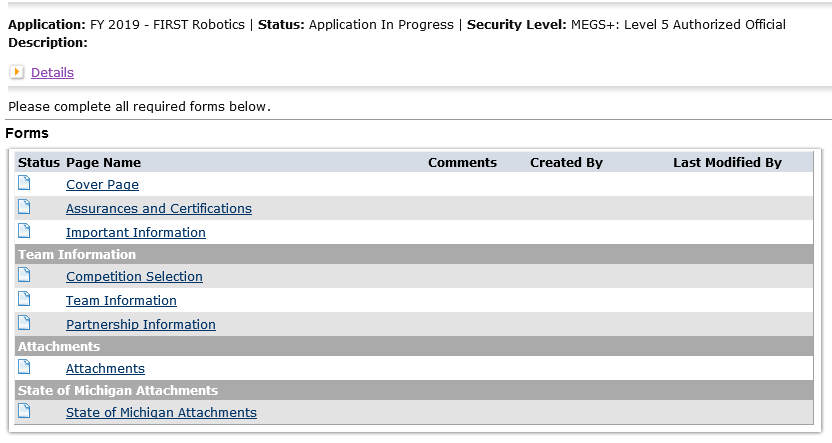 Application: FY 2019 - FIRST Robotics | Status: Application In Progress | Security Level: MEGS+: Level 5 Authorized Official
Description:
Details
Please complete all required forms below.
Forms
Status Page Name Comments Created By Last Modified By
Cover Page
Assurances and Certifications
Important Information
Team Information
Competition Selection
Team Information
Partnership Information
Attachments
Attachments
State of Michigan Attachments
State of Michigan Attachments